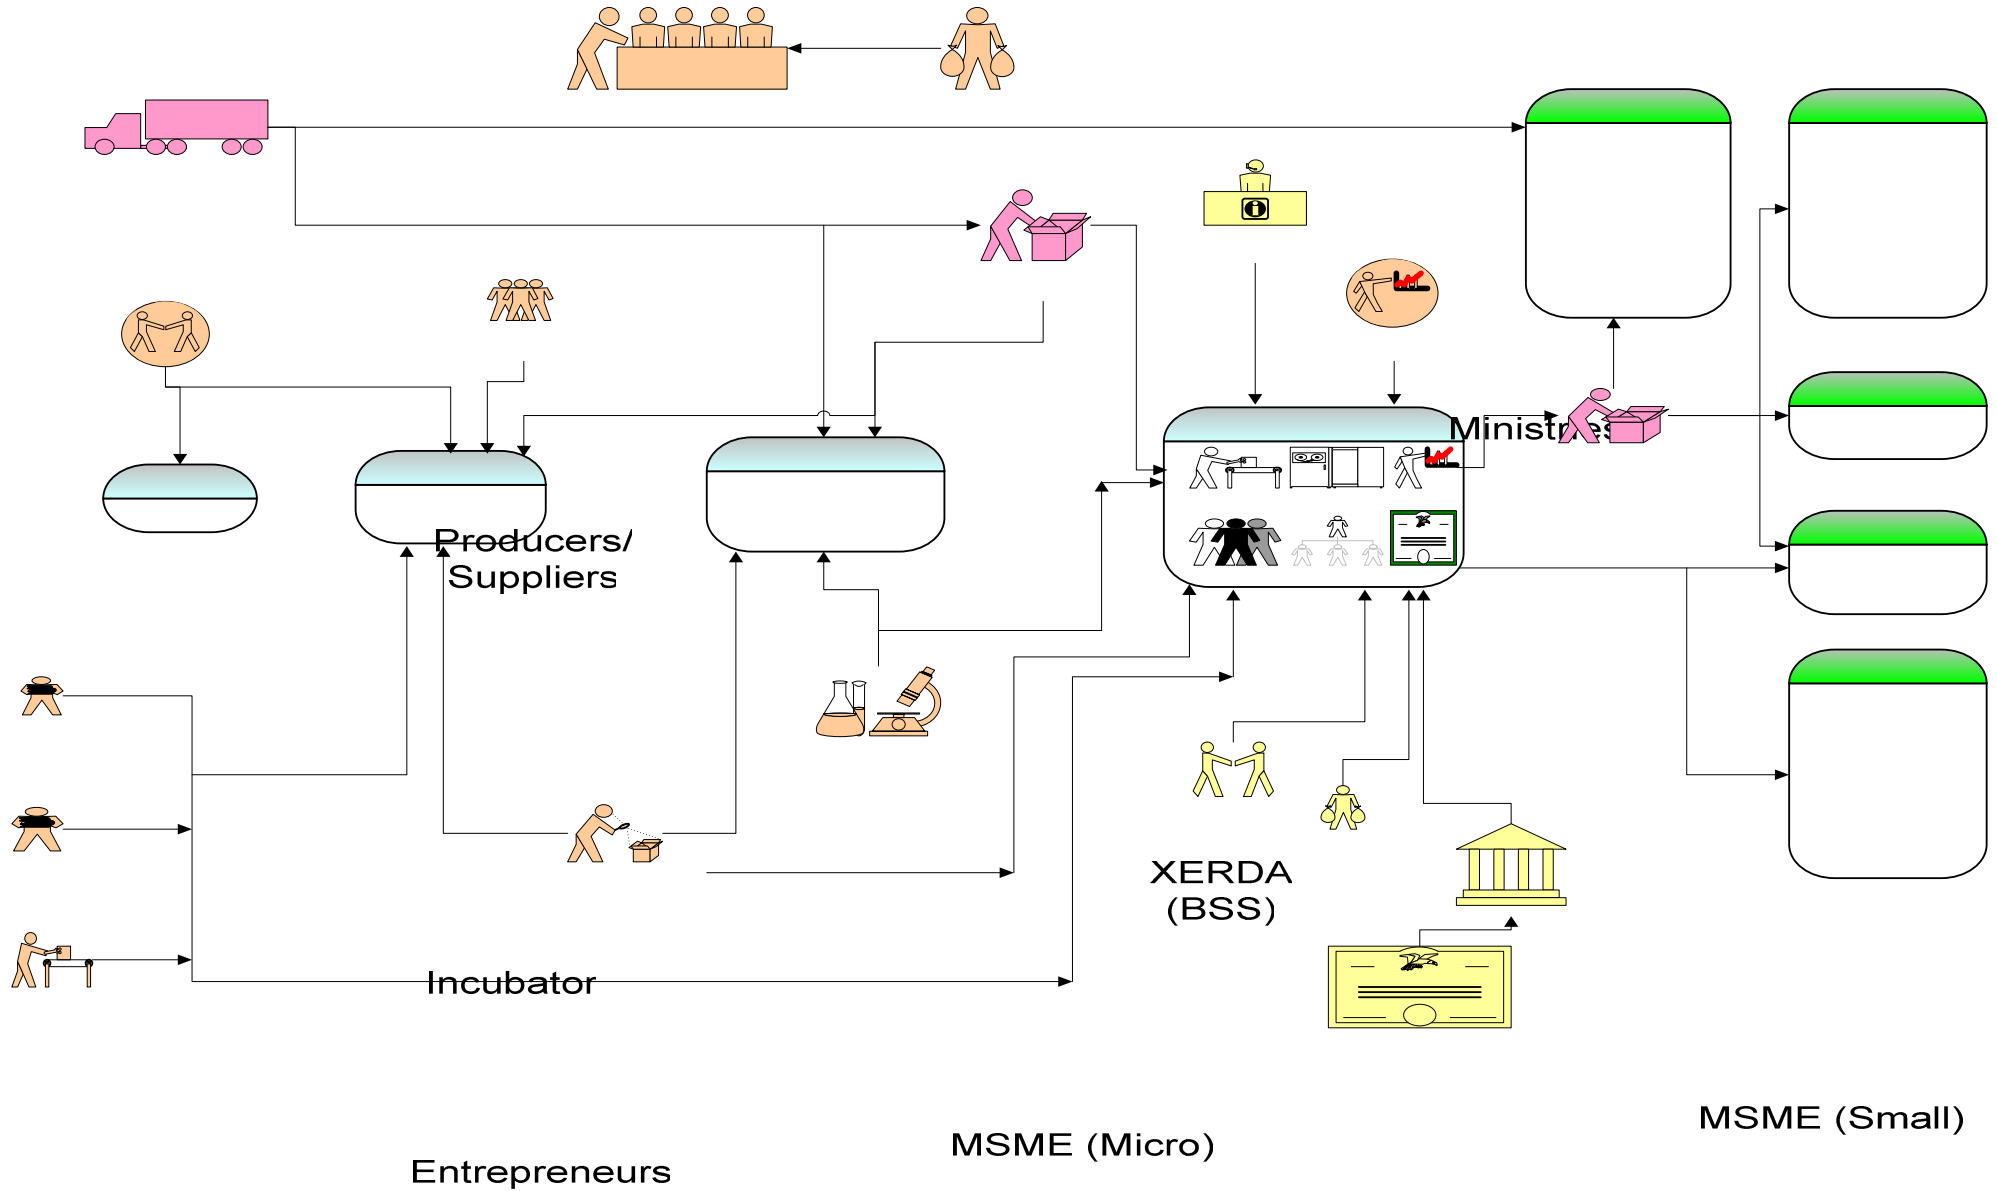 Ministries
Producers/
Suppliers
XERDA
(BSS)
Incubator
MSME (Small)
MSME (Micro)
Entrepreneurs